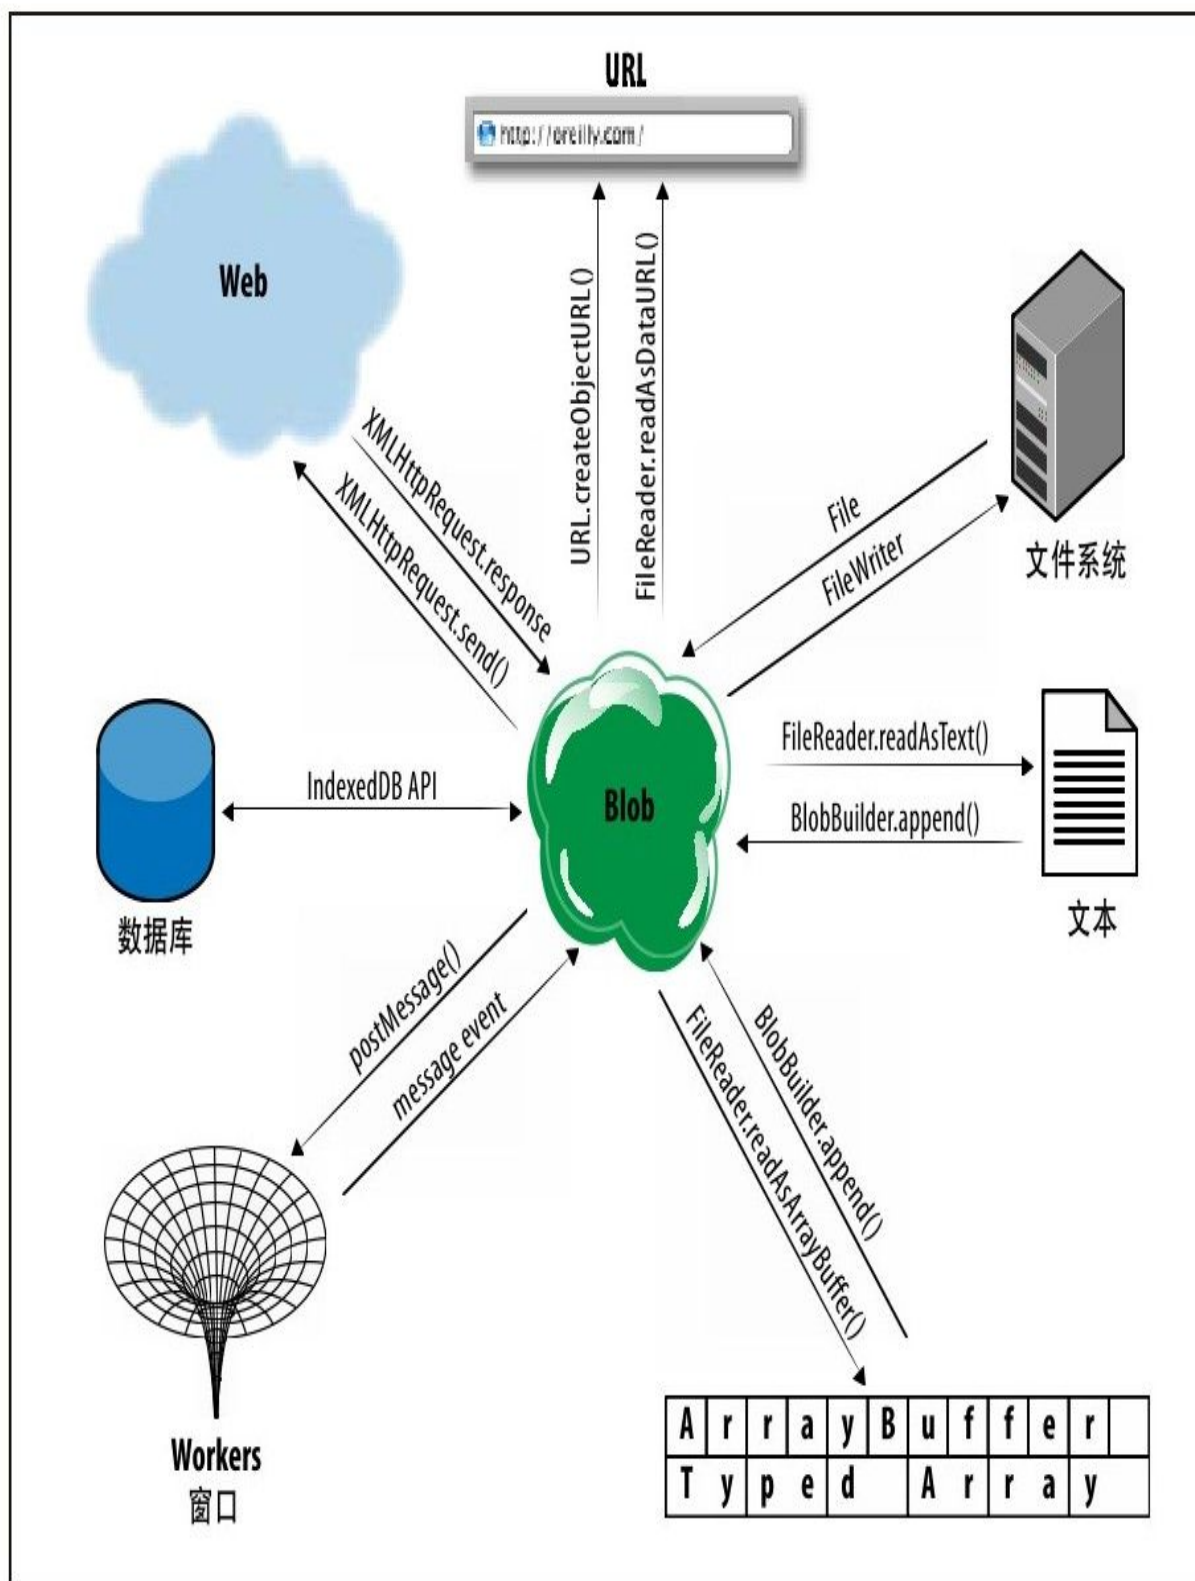 URL
http://oreilly.com/
Web
URL.createObjectURL()
FileReader.readAsDataURL()
XMLHttpRequest.response
XMLHttpRequest.send()
File
FileWriter
文件系统
FileReader.readAsText()
BlobBuilder.append()
文本
IndexedDB API
Blob
数据库
postMessage()
message event
BlobBuilder.append()
FileReader.readAsArrayBuffer()
Workers
窗口
ArrayBuffer
Typed Array